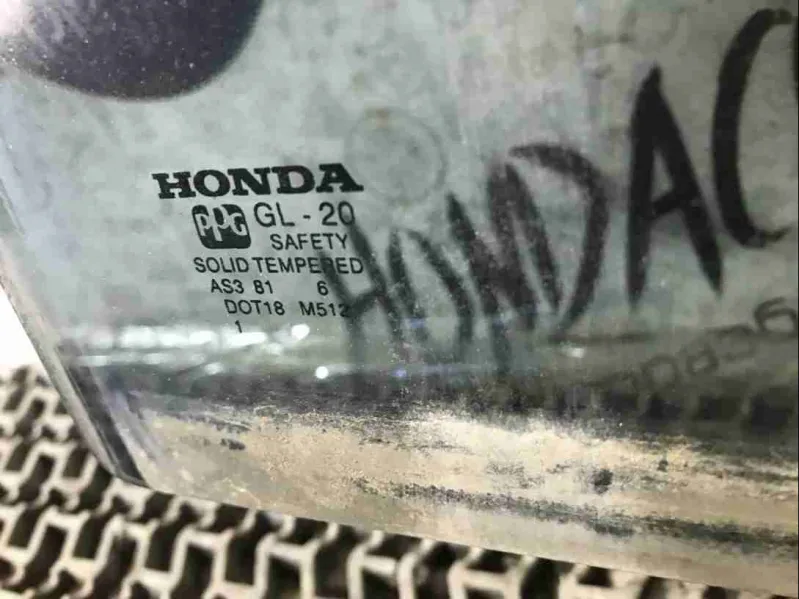 HONDA
PPG GL - 20
SAFETY
SOLID TEMPERED
AS3 81 6
DOT18 M512
1
HONDAC